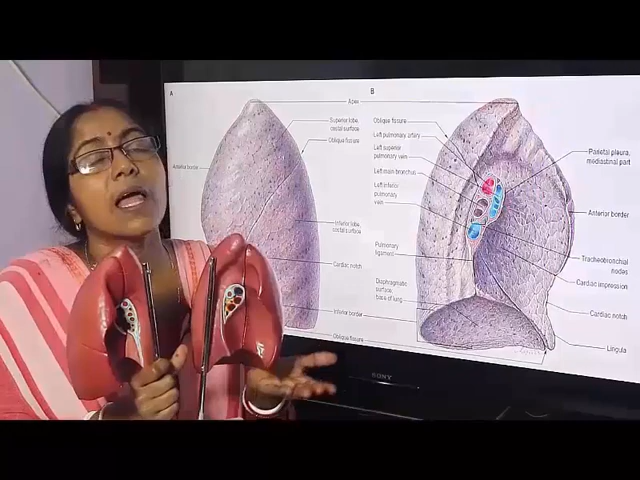 A
B
Apex
Superior lobe,
costal surface
Oblique fissure
Anterior border
Inferior lobe,
costal surface
Cardiac notch
Inferior border
Oblique fissure
Oblique fissure
Left pulmonary artery
Left superior
pulmonary vein
Left main bronchus
Left inferior
pulmonary
vein
Pulmonary
ligament
Diaphragmatic
surface,
base of lung
Parietal pleura,
mediastinal part
Anterior border
Tracheobronchial
nodes
Cardiac impression
Cardiac notch
Lingula
SONY